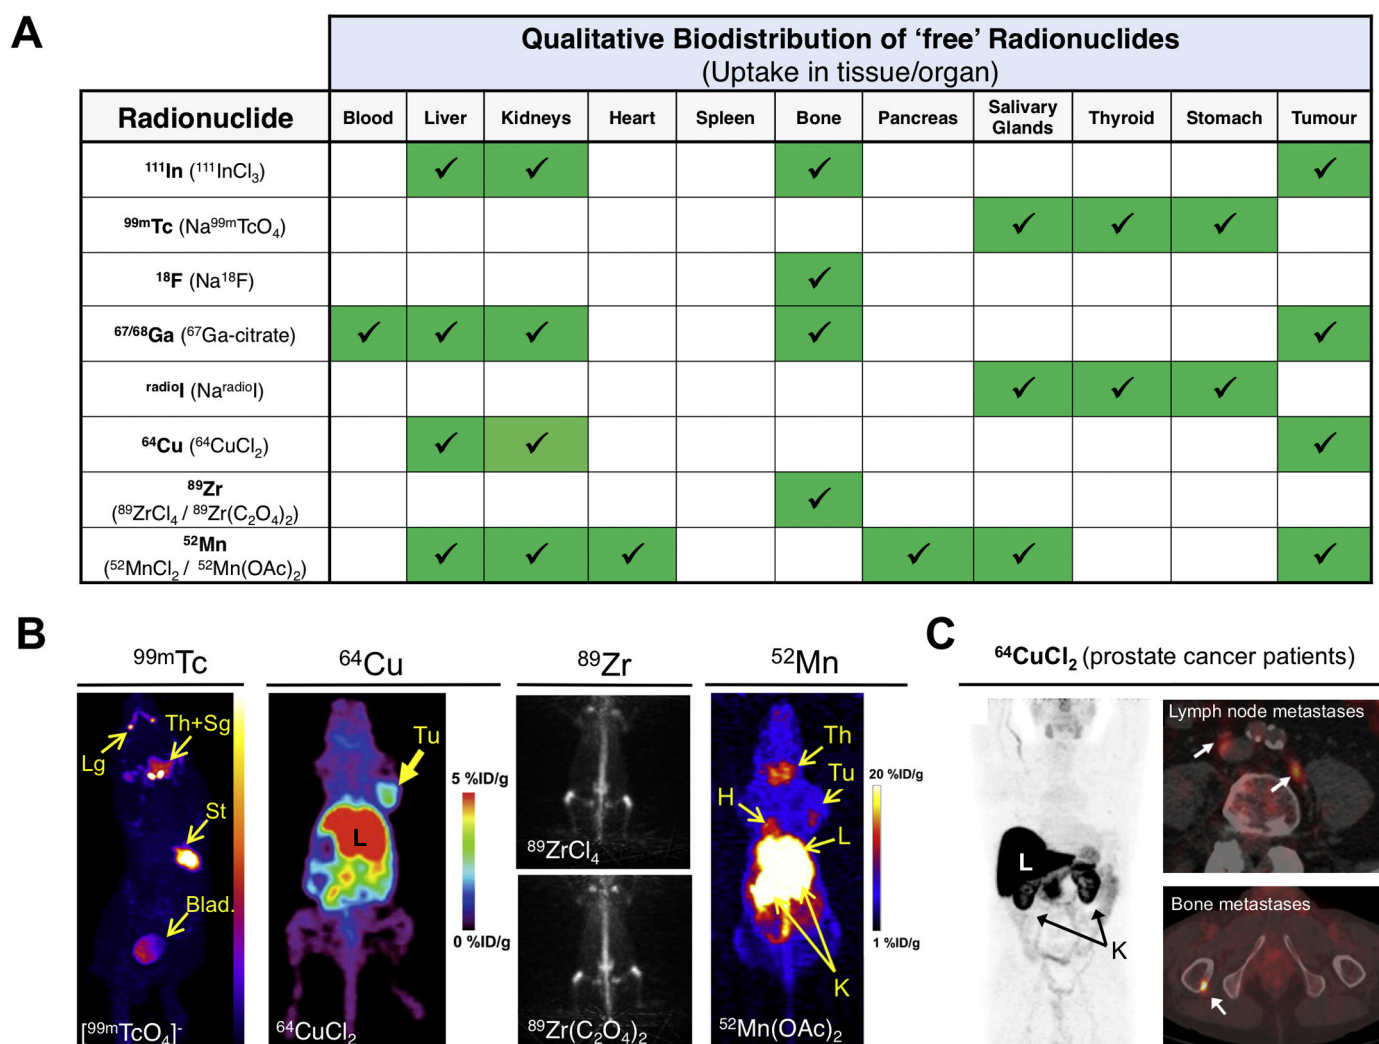 A
Qualitative Biodistribution of ‘free’ Radionuclides
(Uptake in tissue/organ)
Radionuclide Blood Liver Kidneys Heart Spleen Bone Pancreas Salivary Glands Thyroid Stomach Tumour
¹¹¹In (¹¹¹InCl₃) ✓ ✓ ✓ ✓
⁹⁹ᵐTc (Na⁹⁹ᵐTcO₄) ✓ ✓ ✓
¹⁸F (Na¹⁸F) ✓
⁶⁷/⁶⁸Ga (⁶⁷Ga-citrate) ✓ ✓ ✓ ✓ ✓
ʳᵃᵈⁱᵒI (NaʳᵃᵈⁱᵒI) ✓ ✓ ✓
⁶⁴Cu (⁶⁴CuCl₂) ✓ ✓ ✓
⁸⁹Zr
(⁸⁹ZrCl₄ / ⁸⁹Zr(C₂O₄)₂) ✓
⁵²Mn
(⁵²MnCl₂ / ⁵²Mn(OAc)₂) ✓ ✓ ✓ ✓ ✓ ✓
B
⁹⁹ᵐTc
Th+Sg
Lg
St
Blad.
[⁹⁹ᵐTcO₄]⁻
⁶⁴Cu
Tu
L
5 %ID/g
0 %ID/g
⁶⁴CuCl₂
⁸⁹Zr
⁸⁹ZrCl₄
⁸⁹Zr(C₂O₄)₂
⁵²Mn
Th
Tu
H
L
K
20 %ID/g
1 %ID/g
⁵²Mn(OAc)₂
C
⁶⁴CuCl₂ (prostate cancer patients)
L
K
Lymph node metastases
Bone metastases